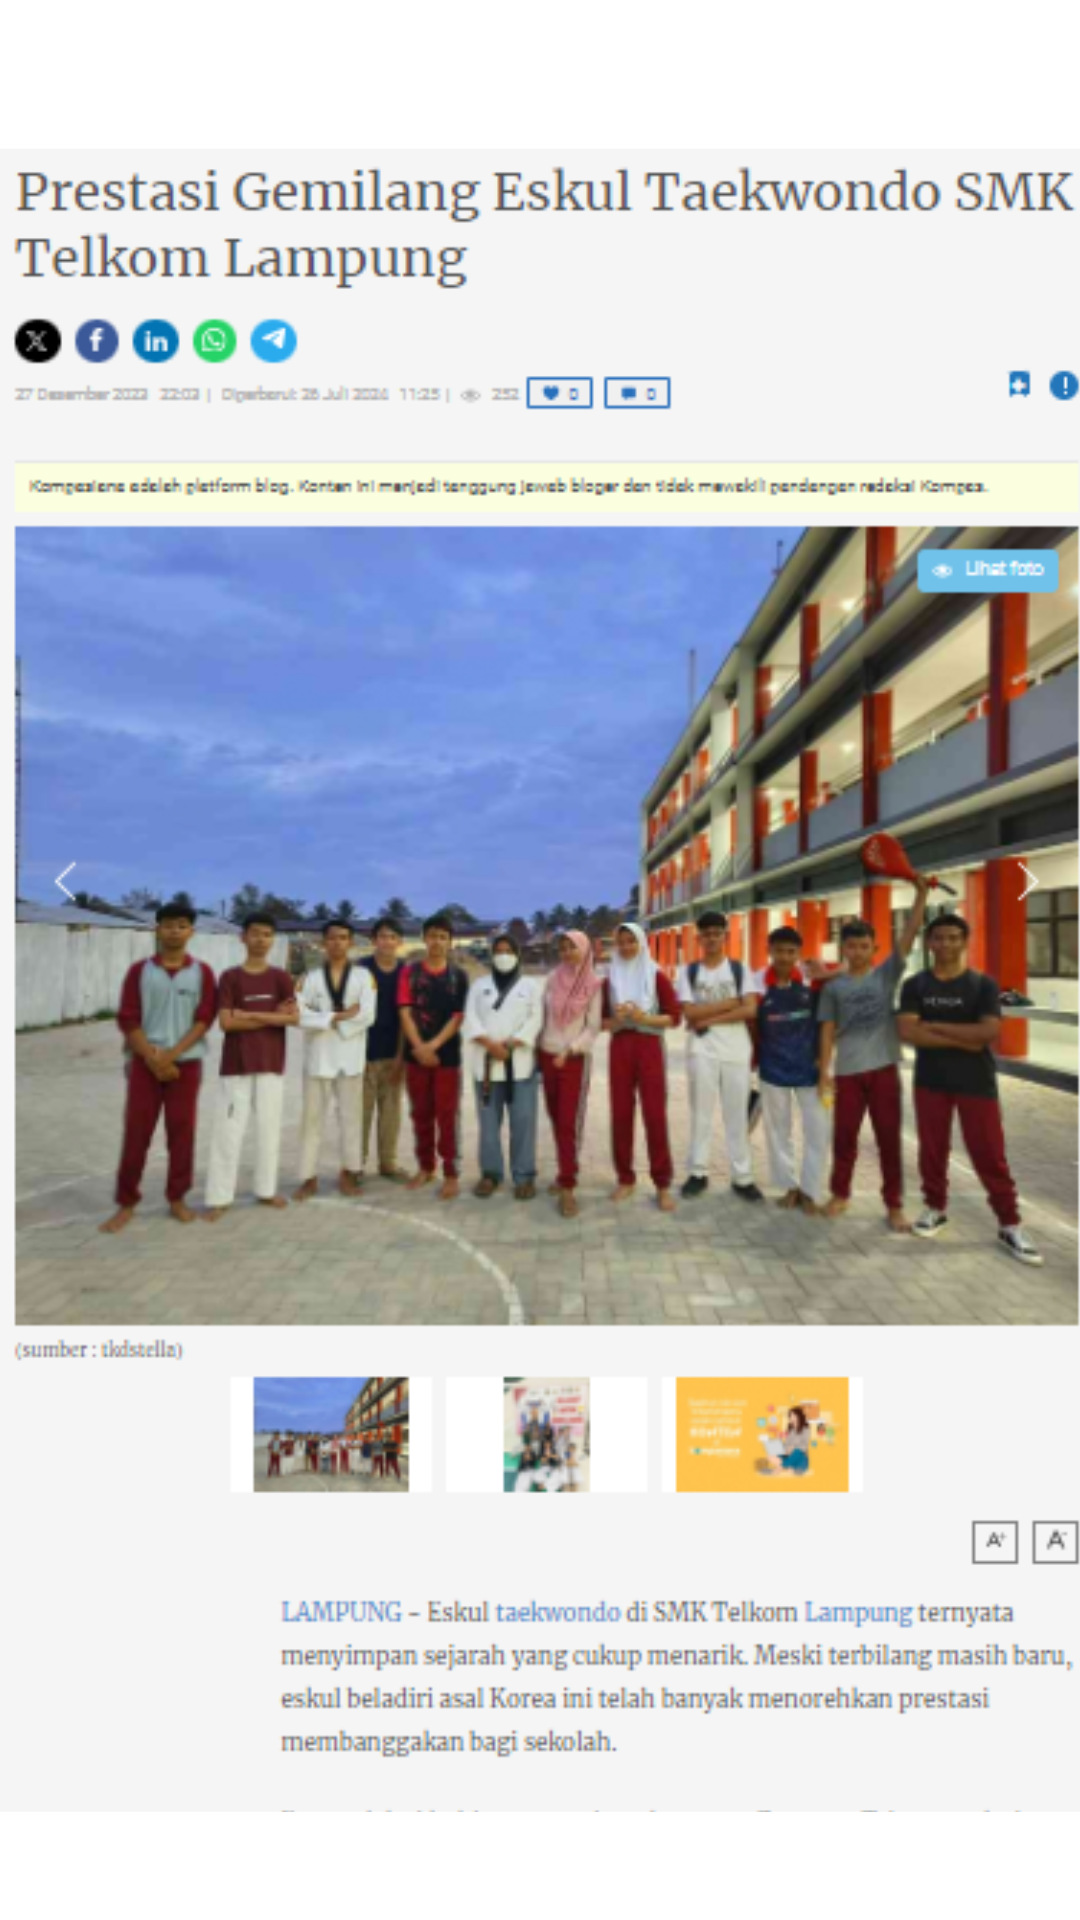 Prestasi Gemilang Eskul Taekwondo SMK
Telkom Lampung
27 Desember 2023 22:03 | Diperbarui: 26 Juli 2024 11:25 | 252 0 0
Kompasiana adalah platform blog. Konten ini menjadi tanggung jawab bloger dan tidak mewakili pandangan redaksi Kompas.
Lihat foto
(sumber : tkdstella)
A+ A-
LAMPUNG - Eskul taekwondo di SMK Telkom Lampung ternyata
menyimpan sejarah yang cukup menarik. Meski terbilang masih baru,
eskul beladiri asal Korea ini telah banyak menorehkan prestasi
membanggakan bagi sekolah.